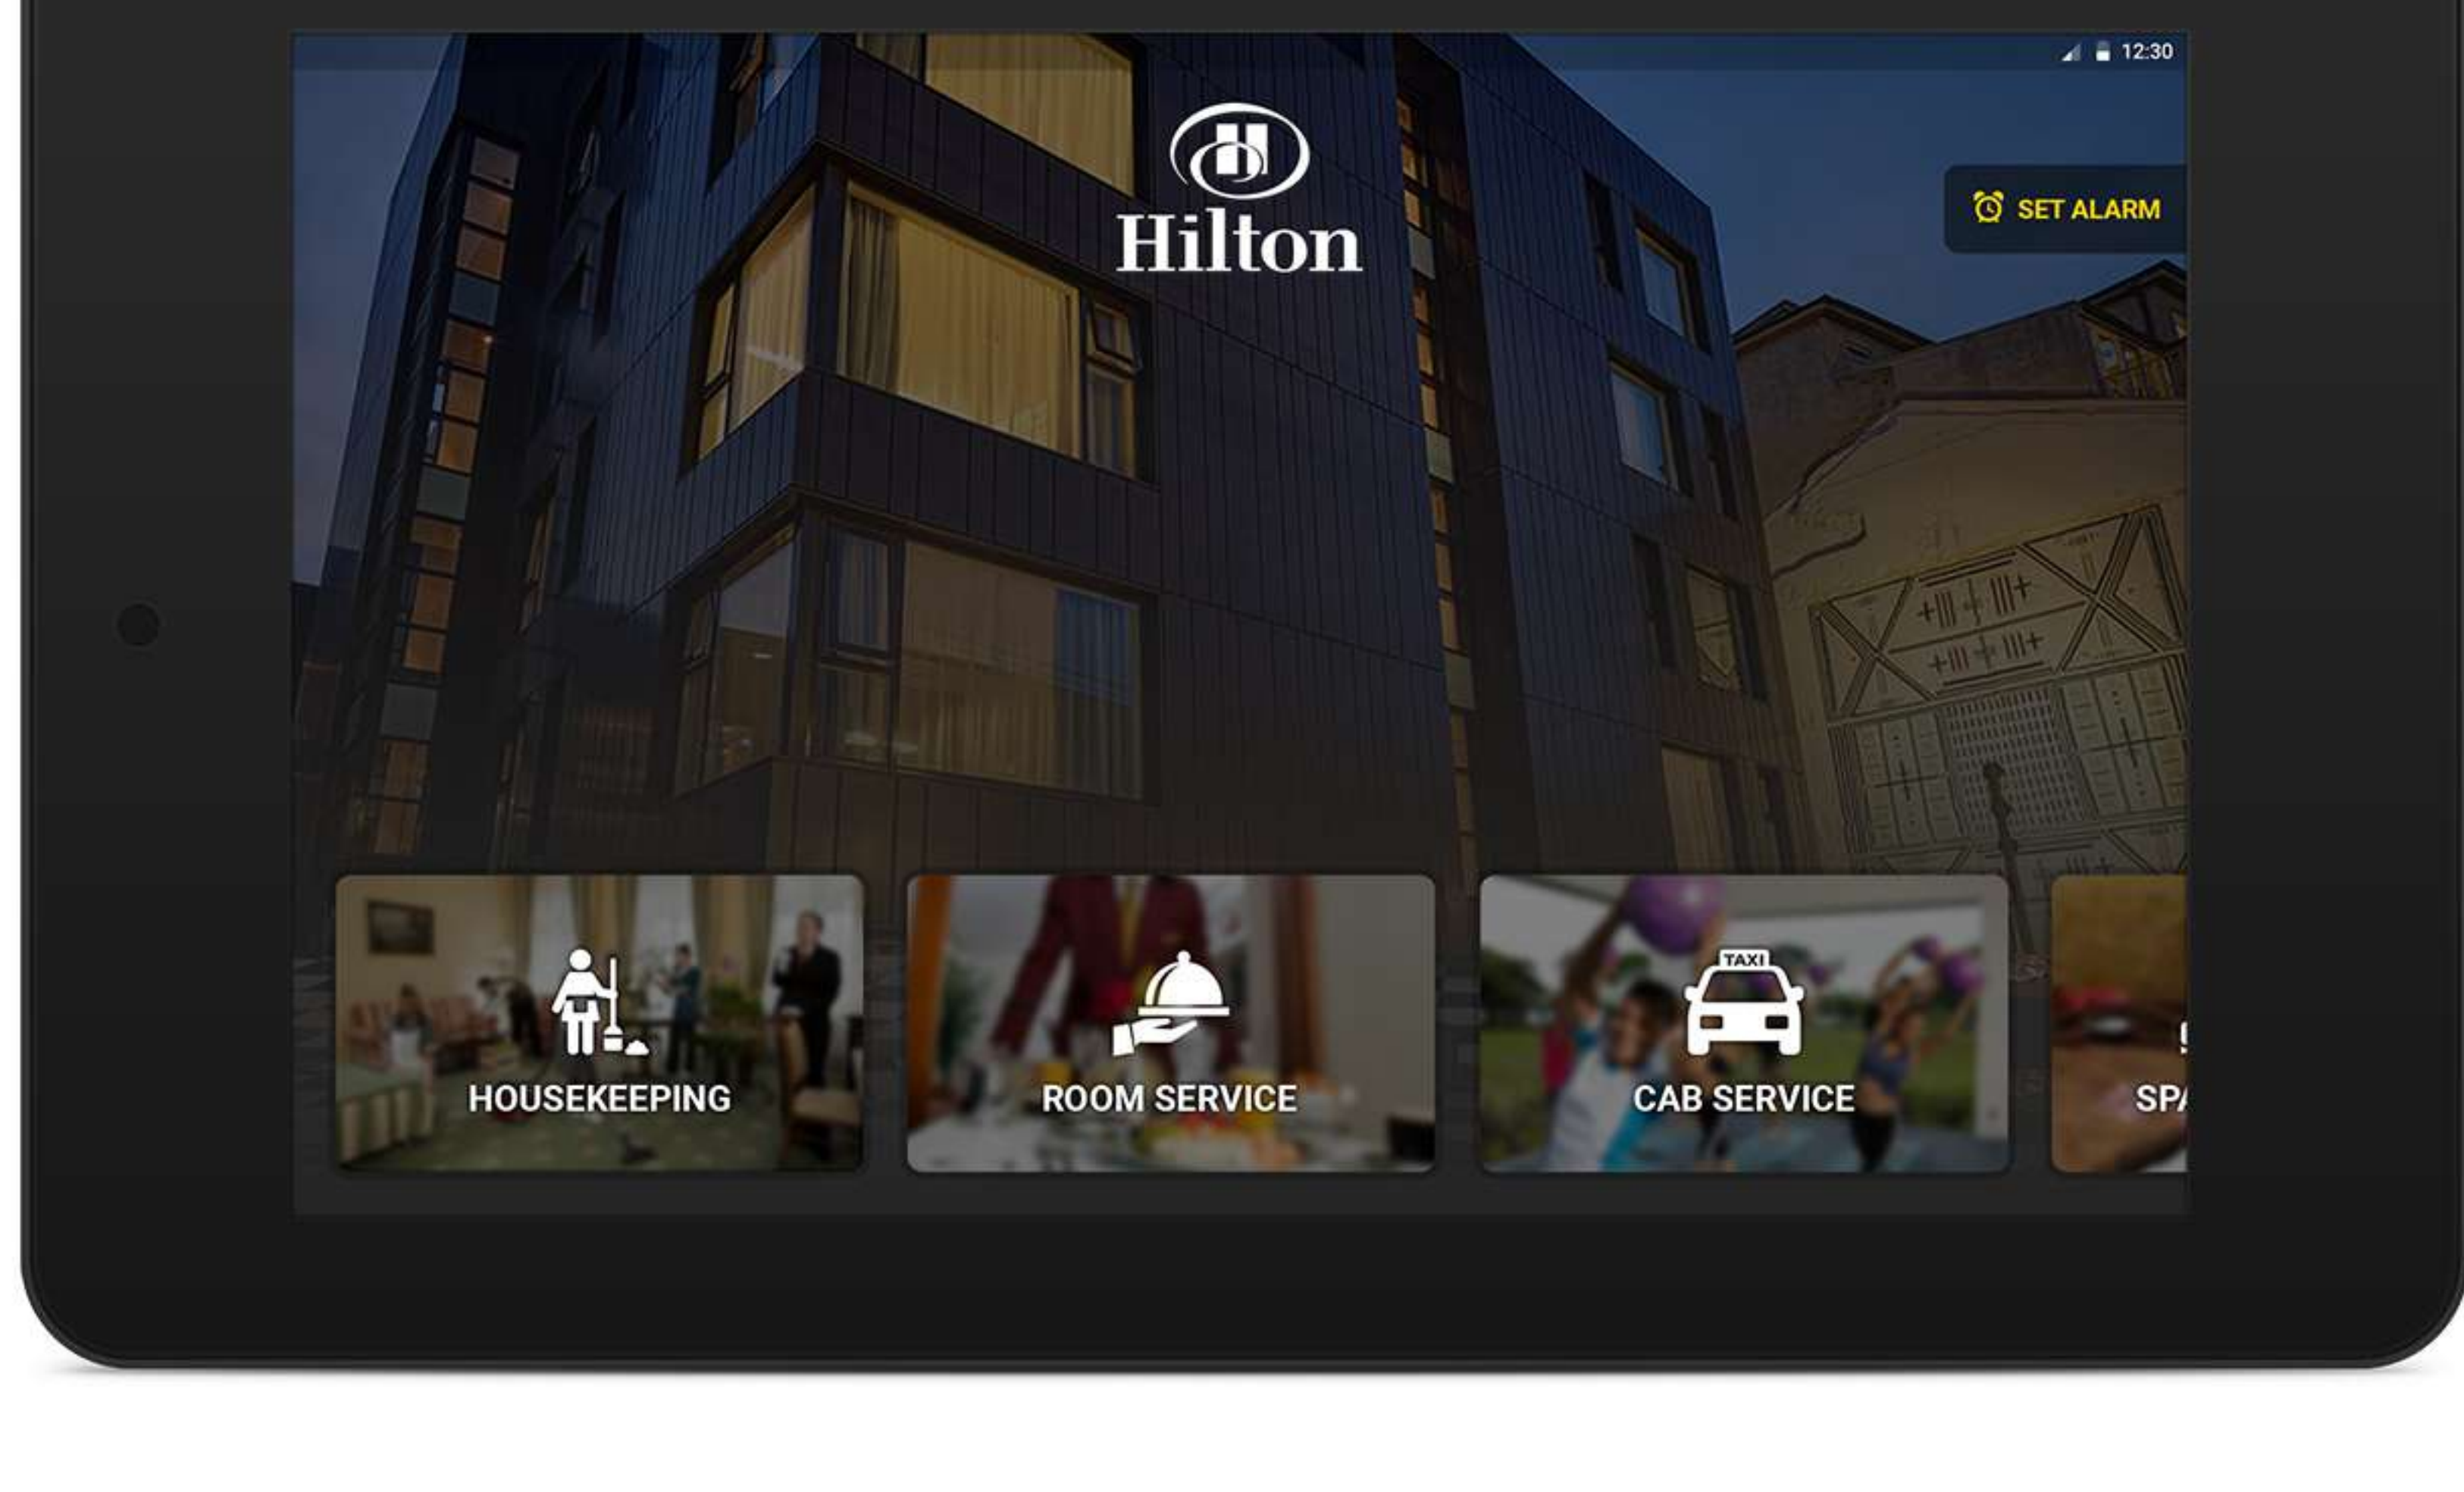 12:30
Hilton
SET ALARM
TAXI
HOUSEKEEPING
ROOM SERVICE
CAB SERVICE